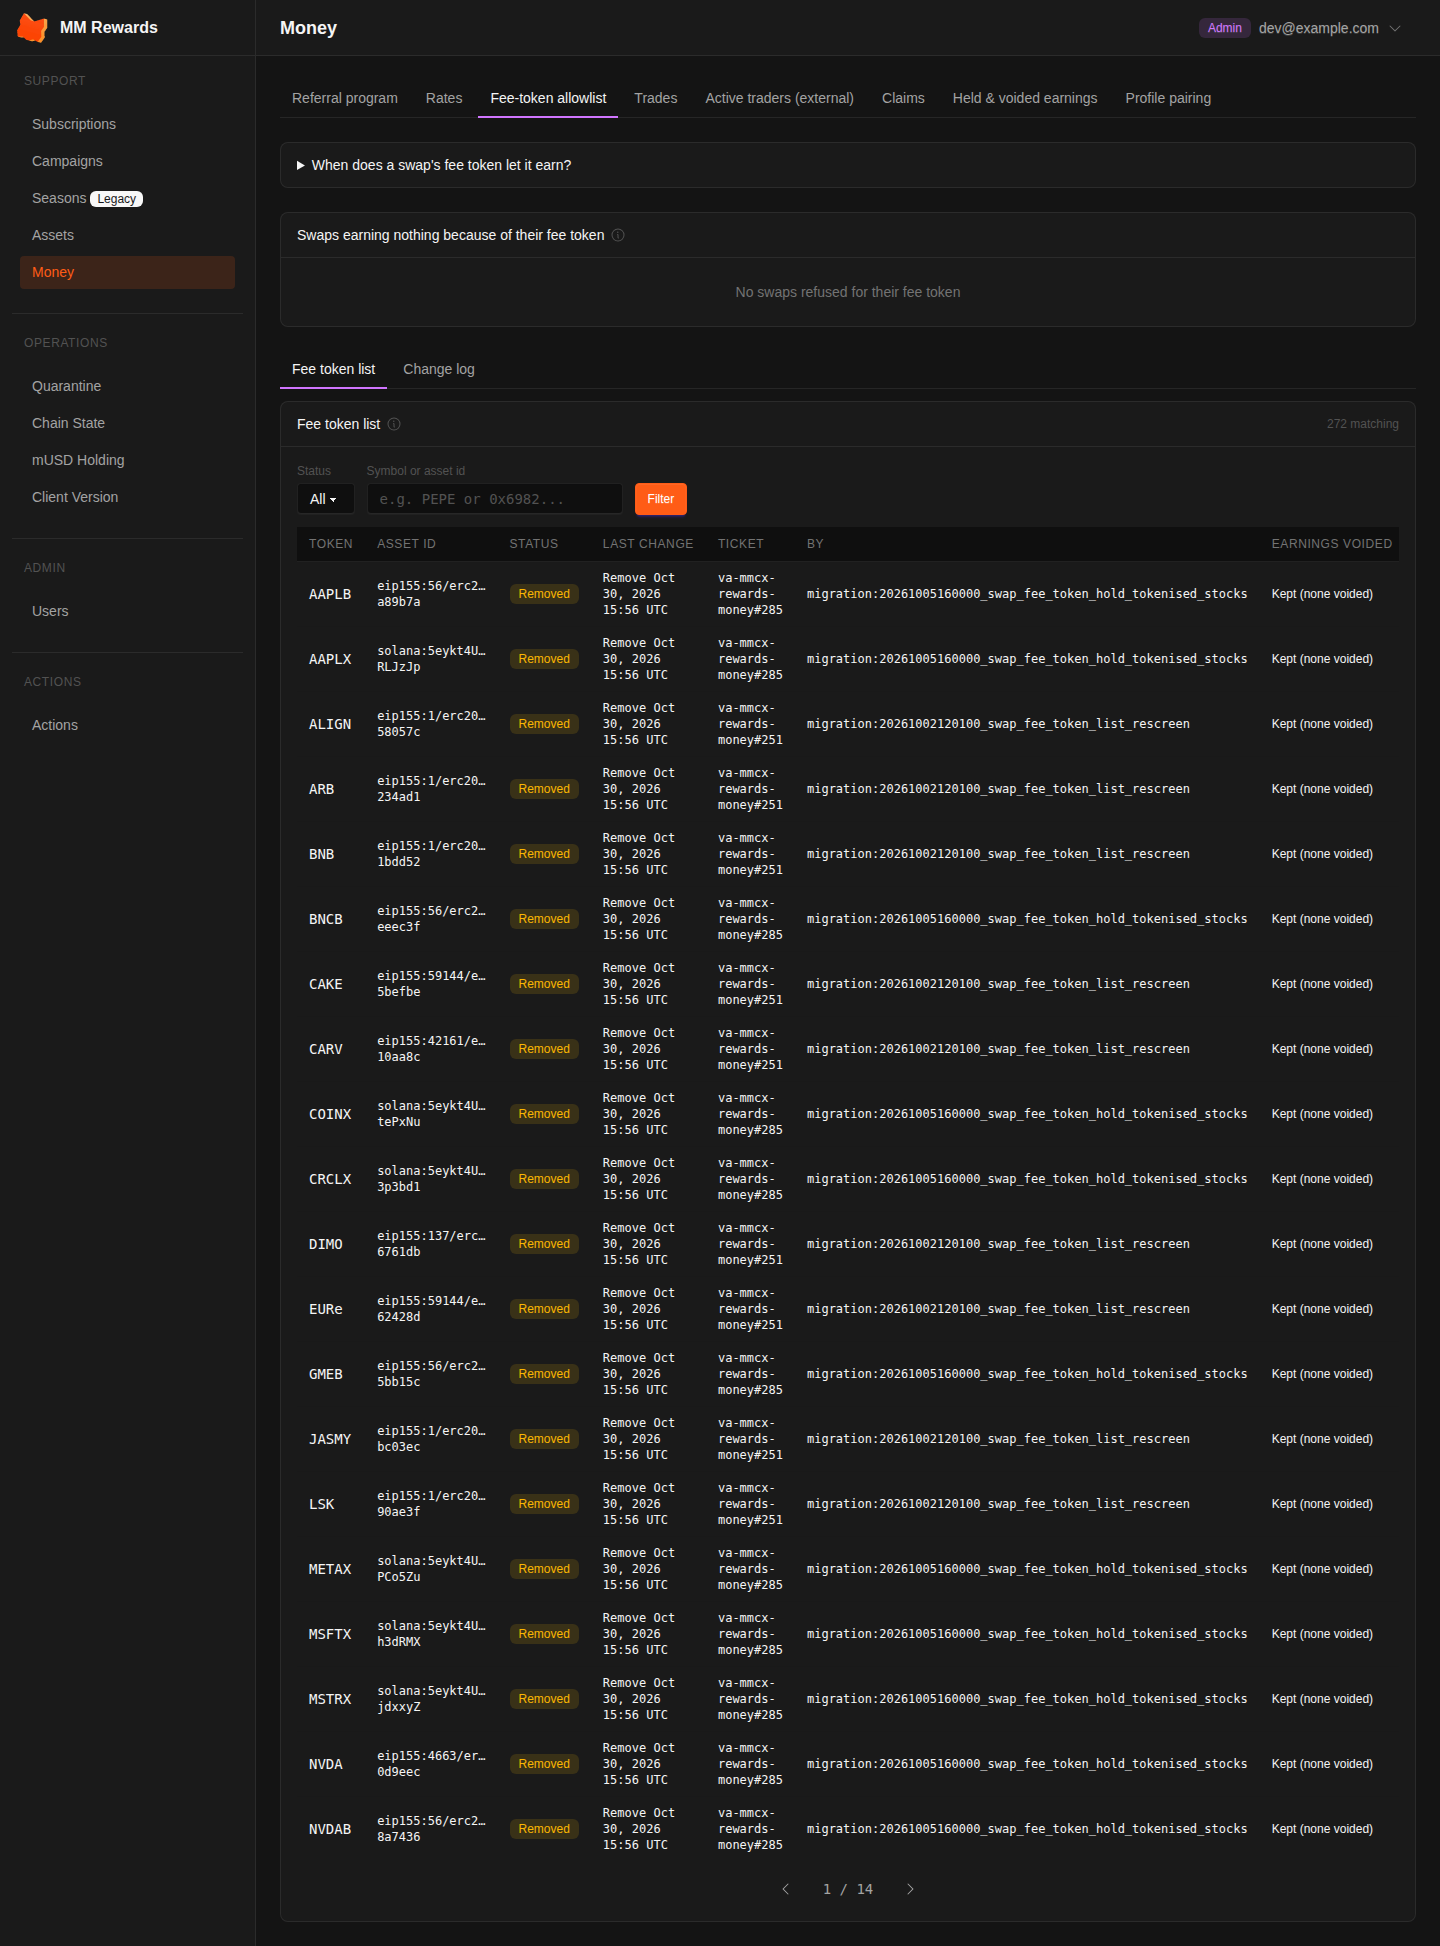 MM Rewards
Money
Admin dev@example.com
SUPPORT
Subscriptions
Campaigns
Seasons Legacy
Assets
Money
OPERATIONS
Quarantine
Chain State
mUSD Holding
Client Version
ADMIN
Users
ACTIONS
Actions
Referral program Rates Fee-token allowlist Trades Active traders (external) Claims Held & voided earnings Profile pairing
When does a swap's fee token let it earn?
Swaps earning nothing because of their fee token
No swaps refused for their fee token
Fee token list Change log
Fee token list 272 matching
Status Symbol or asset id
All e.g. PEPE or 0x6982... Filter
TOKEN ASSET ID STATUS LAST CHANGE TICKET BY EARNINGS VOIDED
AAPLB eip155:56/erc2…a89b7a Removed Remove Oct 30, 2026 15:56 UTC va-mmcx-rewards-money#285 migration:20261005160000_swap_fee_token_hold_tokenised_stocks Kept (none voided)
AAPLX solana:5eykt4U…RLJzJp Removed Remove Oct 30, 2026 15:56 UTC va-mmcx-rewards-money#285 migration:20261005160000_swap_fee_token_hold_tokenised_stocks Kept (none voided)
ALIGN eip155:1/erc20…58057c Removed Remove Oct 30, 2026 15:56 UTC va-mmcx-rewards-money#251 migration:20261002120100_swap_fee_token_list_rescreen Kept (none voided)
ARB eip155:1/erc20…234ad1 Removed Remove Oct 30, 2026 15:56 UTC va-mmcx-rewards-money#251 migration:20261002120100_swap_fee_token_list_rescreen Kept (none voided)
BNB eip155:1/erc20…1bdd52 Removed Remove Oct 30, 2026 15:56 UTC va-mmcx-rewards-money#251 migration:20261002120100_swap_fee_token_list_rescreen Kept (none voided)
BNCB eip155:56/erc2…eeec3f Removed Remove Oct 30, 2026 15:56 UTC va-mmcx-rewards-money#285 migration:20261005160000_swap_fee_token_hold_tokenised_stocks Kept (none voided)
CAKE eip155:59144/e…5befbe Removed Remove Oct 30, 2026 15:56 UTC va-mmcx-rewards-money#251 migration:20261002120100_swap_fee_token_list_rescreen Kept (none voided)
CARV eip155:42161/e…10aa8c Removed Remove Oct 30, 2026 15:56 UTC va-mmcx-rewards-money#251 migration:20261002120100_swap_fee_token_list_rescreen Kept (none voided)
COINX solana:5eykt4U…tePxNu Removed Remove Oct 30, 2026 15:56 UTC va-mmcx-rewards-money#285 migration:20261005160000_swap_fee_token_hold_tokenised_stocks Kept (none voided)
CRCLX solana:5eykt4U…3p3bd1 Removed Remove Oct 30, 2026 15:56 UTC va-mmcx-rewards-money#285 migration:20261005160000_swap_fee_token_hold_tokenised_stocks Kept (none voided)
DIMO eip155:137/erc…6761db Removed Remove Oct 30, 2026 15:56 UTC va-mmcx-rewards-money#251 migration:20261002120100_swap_fee_token_list_rescreen Kept (none voided)
EURe eip155:59144/e…62428d Removed Remove Oct 30, 2026 15:56 UTC va-mmcx-rewards-money#251 migration:20261002120100_swap_fee_token_list_rescreen Kept (none voided)
GMEB eip155:56/erc2…5bb15c Removed Remove Oct 30, 2026 15:56 UTC va-mmcx-rewards-money#285 migration:20261005160000_swap_fee_token_hold_tokenised_stocks Kept (none voided)
JASMY eip155:1/erc20…bc03ec Removed Remove Oct 30, 2026 15:56 UTC va-mmcx-rewards-money#251 migration:20261002120100_swap_fee_token_list_rescreen Kept (none voided)
LSK eip155:1/erc20…90ae3f Removed Remove Oct 30, 2026 15:56 UTC va-mmcx-rewards-money#251 migration:20261002120100_swap_fee_token_list_rescreen Kept (none voided)
METAX solana:5eykt4U…PCo5Zu Removed Remove Oct 30, 2026 15:56 UTC va-mmcx-rewards-money#285 migration:20261005160000_swap_fee_token_hold_tokenised_stocks Kept (none voided)
MSFTX solana:5eykt4U…h3dRMX Removed Remove Oct 30, 2026 15:56 UTC va-mmcx-rewards-money#285 migration:20261005160000_swap_fee_token_hold_tokenised_stocks Kept (none voided)
MSTRX solana:5eykt4U…jdxxyZ Removed Remove Oct 30, 2026 15:56 UTC va-mmcx-rewards-money#285 migration:20261005160000_swap_fee_token_hold_tokenised_stocks Kept (none voided)
NVDA eip155:4663/er…0d9eec Removed Remove Oct 30, 2026 15:56 UTC va-mmcx-rewards-money#285 migration:20261005160000_swap_fee_token_hold_tokenised_stocks Kept (none voided)
NVDAB eip155:56/erc2…8a7436 Removed Remove Oct 30, 2026 15:56 UTC va-mmcx-rewards-money#285 migration:20261005160000_swap_fee_token_hold_tokenised_stocks Kept (none voided)
1 / 14